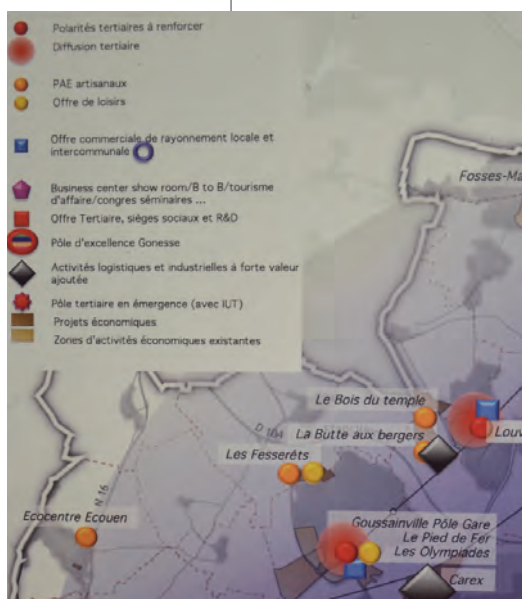 Polarités tertiaires à renforcer
Diffusion tertiaire
PAE artisanaux
Offre de loisirs
Offre commerciale de rayonnement locale et
intercommunale
Business center show room/B to B/tourisme
d'affaire/congres séminaires ...
Offre Tertiaire, sièges sociaux et R&D
Pôle d'excellence Gonesse
Activités logistiques et industrielles à forte valeur
ajoutée
Pôle tertiaire en émergence (avec IUT)
Projets économiques
Zones d'activités économiques existantes
Fosses-Ma
Le Bois du temple
D 184
La Butte aux bergers
Louv
Les Fesserêts
N 16
Ecocentre Ecouen
Goussainville Pôle Gare
Le Pied de Fer
Les Olympiades
Carex